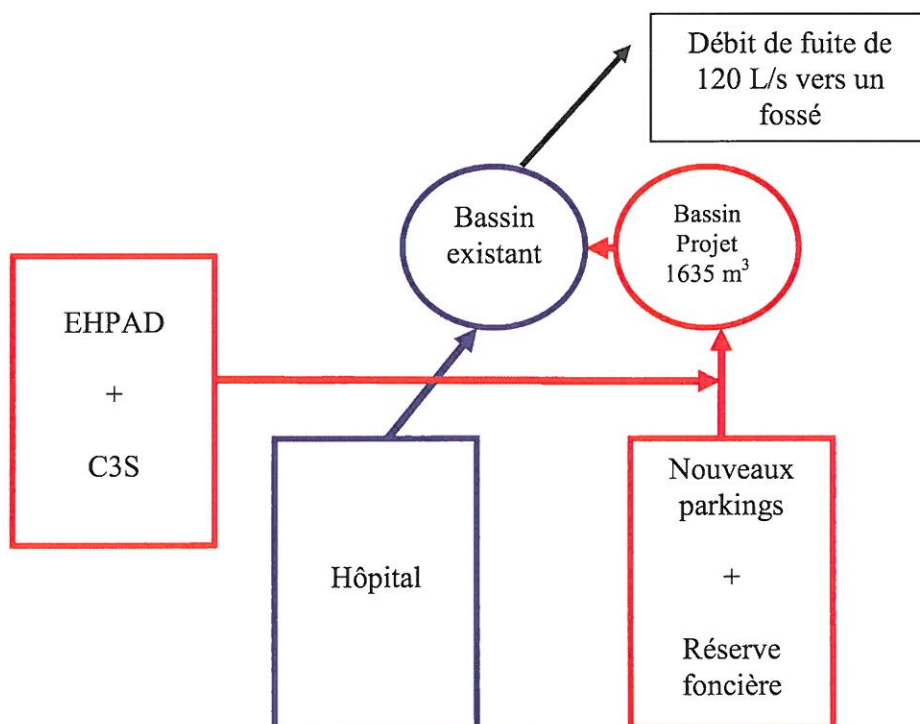 Débit de fuite de
120 L/s vers un
fossé
Bassin
existant
Bassin
Projet
1635 m³
EHPAD
+
C3S
Hôpital
Nouveaux
parkings
+
Réserve
foncière